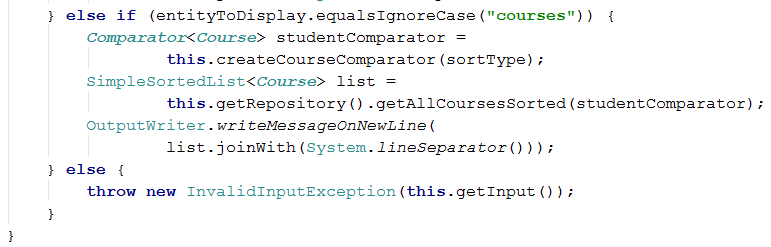 } else if (entityToDisplay.equalsIgnoreCase("courses")) {
Comparator<Course> studentComparator =
this.createCourseComparator(sortType);
SimpleSortedList<Course> list =
this.getRepository().getAllCoursesSorted(studentComparator);
OutputWriter.writeMessageOnNewLine(
list.joinWith(System.lineSeparator()));
} else {
throw new InvalidInputException(this.getInput());
}
}